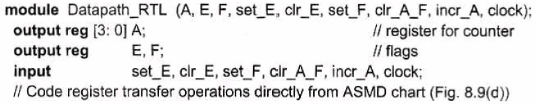 module Datapath_RTL (A, E, F, set_E, clr_E, set_F, clr_A_F, incr_A, clock);
output reg [3: 0] A; // register for counter
output reg E, F; // flags
input set_E, clr_E, set_F, clr_A_F, incr_A, clock;
// Code register transfer operations directly from ASMD chart (Fig. 8.9(d))